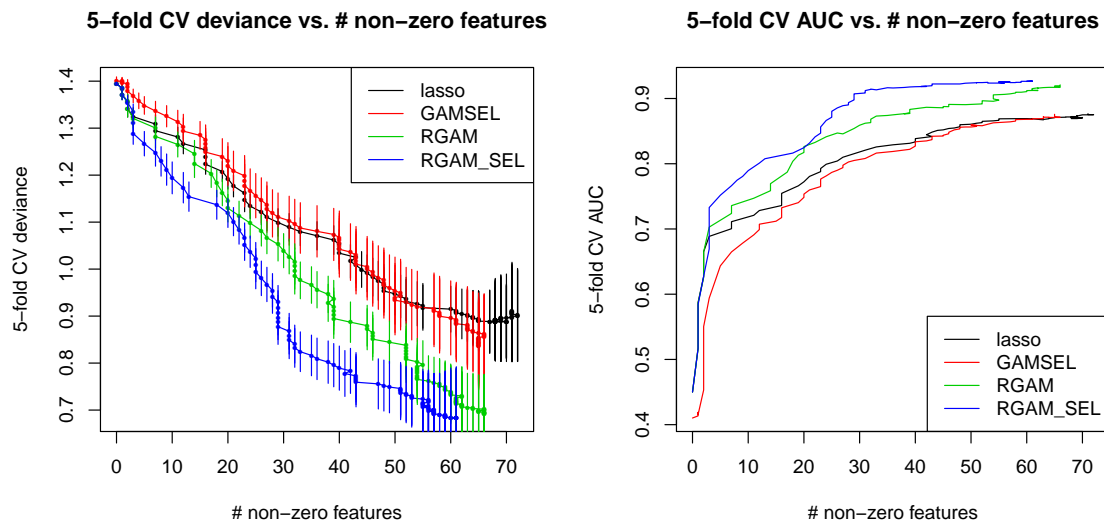 5−fold CV deviance vs. # non−zero features
5−fold CV deviance
1.4
1.3
1.2
1.1
1.0
0.9
0.8
0.7
lasso
GAMSEL
RGAM
RGAM_SEL
0 10 20 30 40 50 60 70
# non−zero features
5−fold CV AUC vs. # non−zero features
5−fold CV AUC
0.9
0.8
0.7
0.6
0.5
0.4
lasso
GAMSEL
RGAM
RGAM_SEL
0 10 20 30 40 50 60 70
# non−zero features